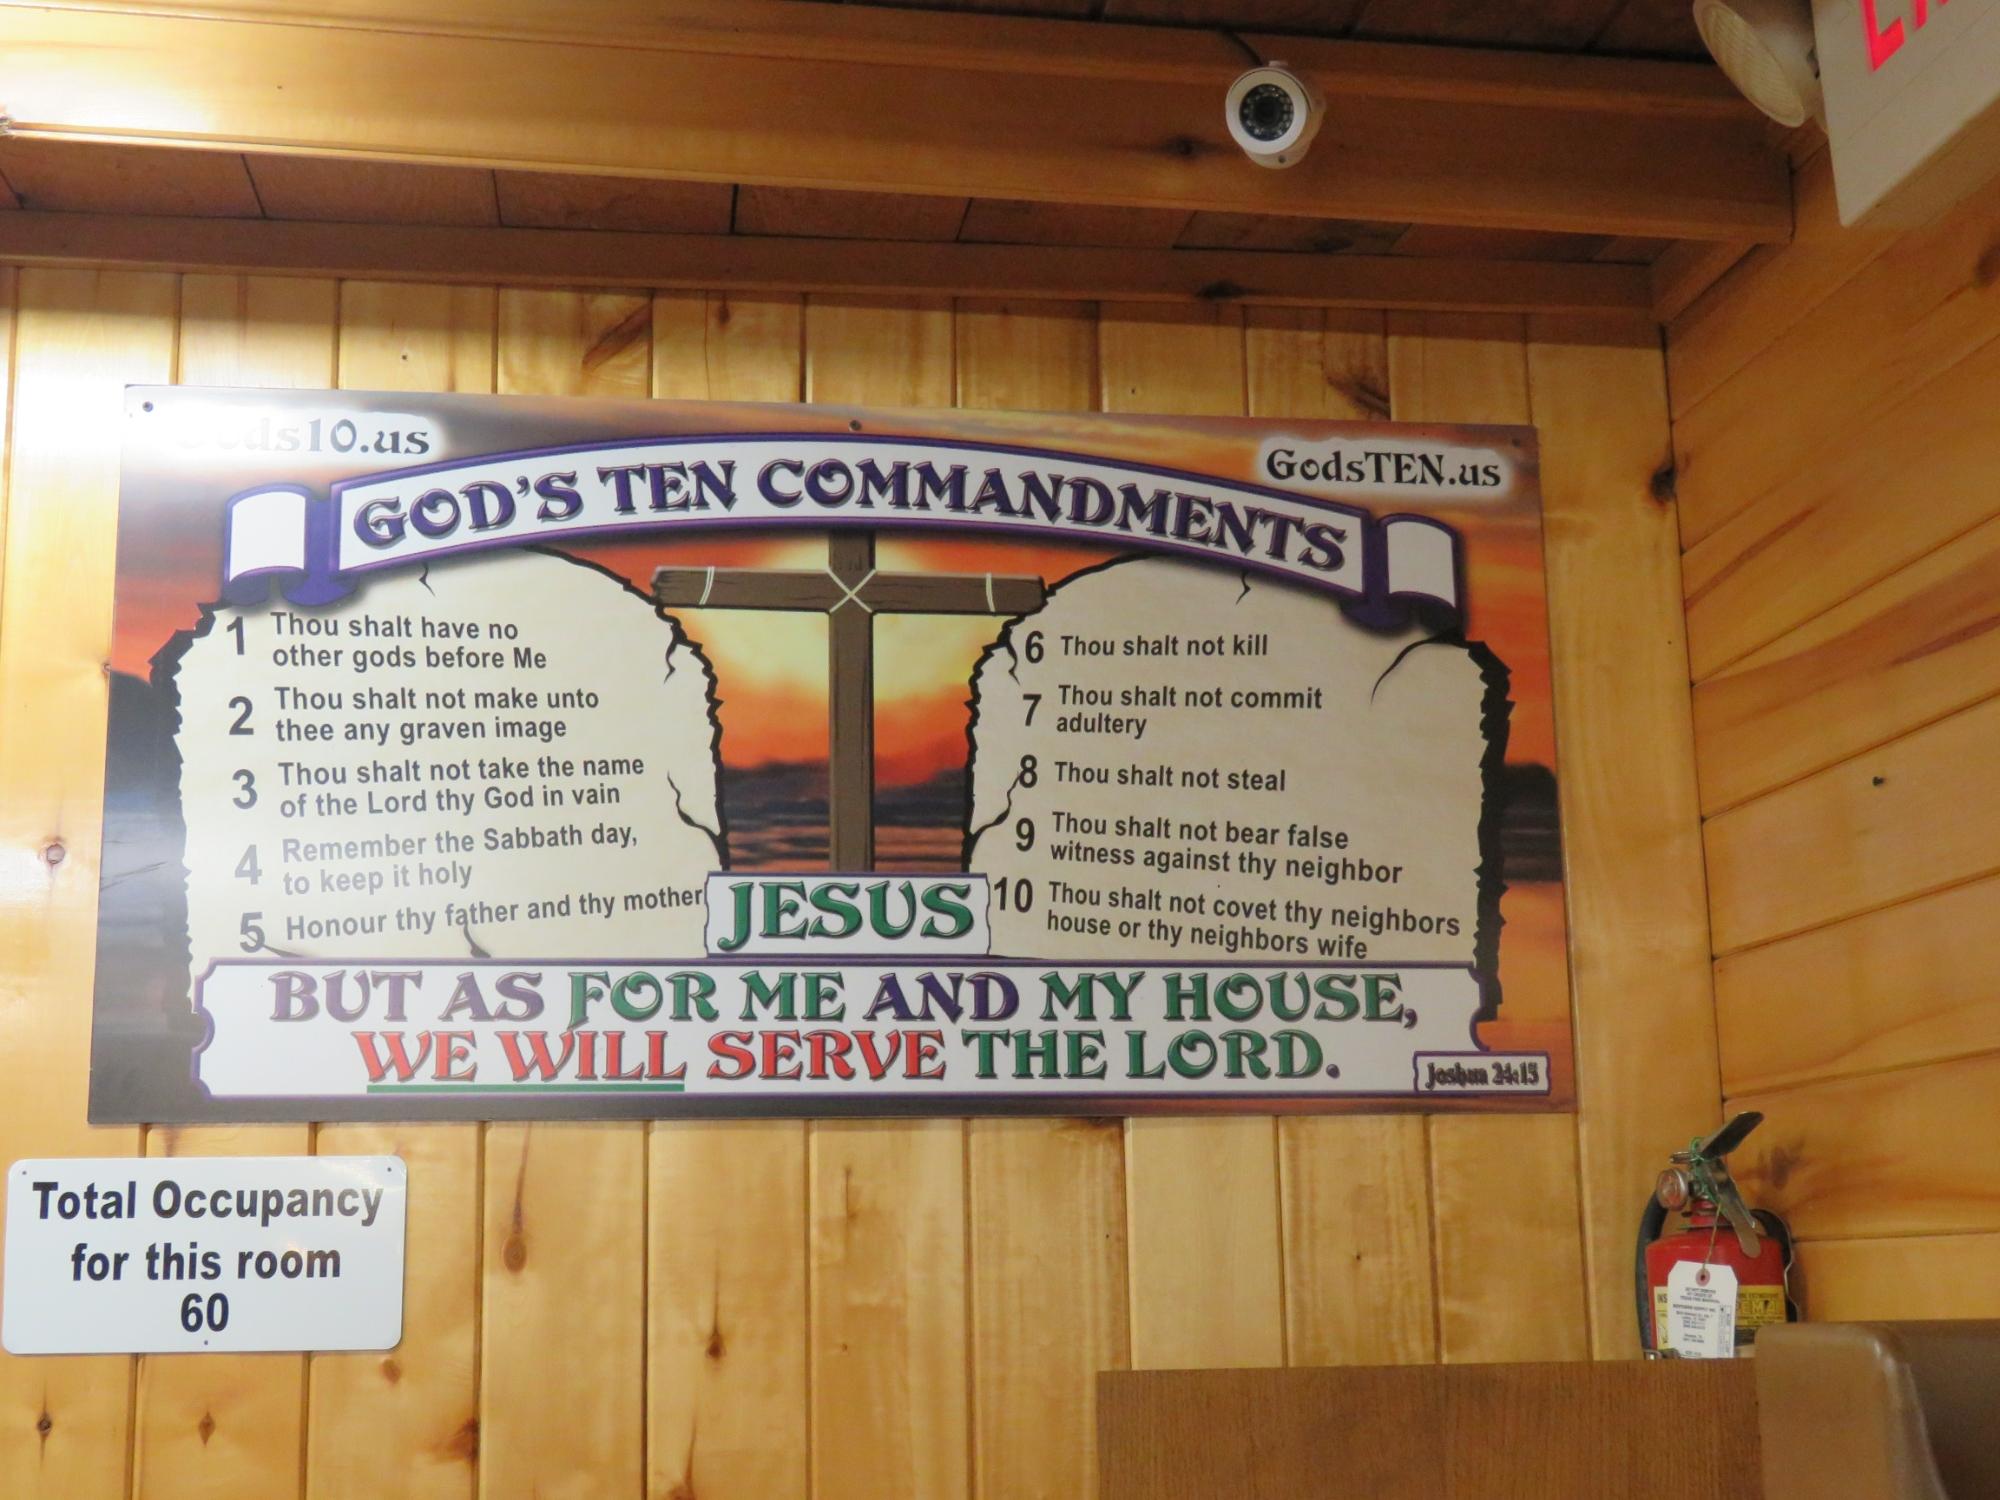 Gods10.us
GodsTEN.us
GOD'S TEN COMMANDMENTS
1 Thou shalt have no
other gods before Me
2 Thou shalt not make unto
thee any graven image
3 Thou shalt not take the name
of the Lord thy God in vain
4 Remember the Sabbath day,
to keep it holy
5 Honour thy father and thy mother
6 Thou shalt not kill
7 Thou shalt not commit
adultery
8 Thou shalt not steal
9 Thou shalt not bear false
witness against thy neighbor
10 Thou shalt not covet thy neighbors
house or thy neighbors wife
JESUS
BUT AS FOR ME AND MY HOUSE,
WE WILL SERVE THE LORD.
Joshua 24:15
Total Occupancy
for this room
60